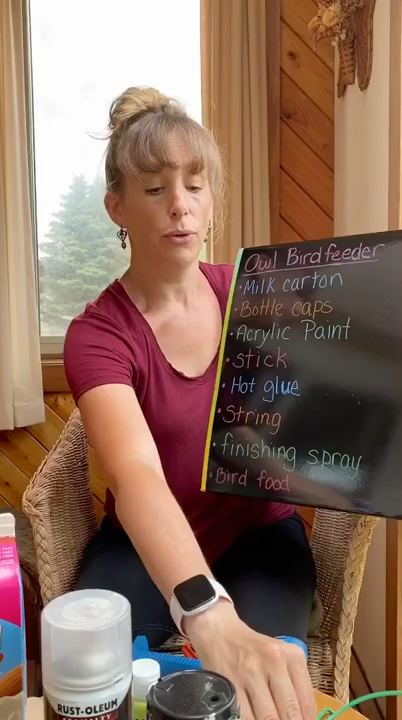 Owl Birdfeeder
• Milk carton
• Bottle caps
• Acrylic Paint
• stick
• Hot glue
• String
• finishing spray
• Bird food
RUST-OLEUM